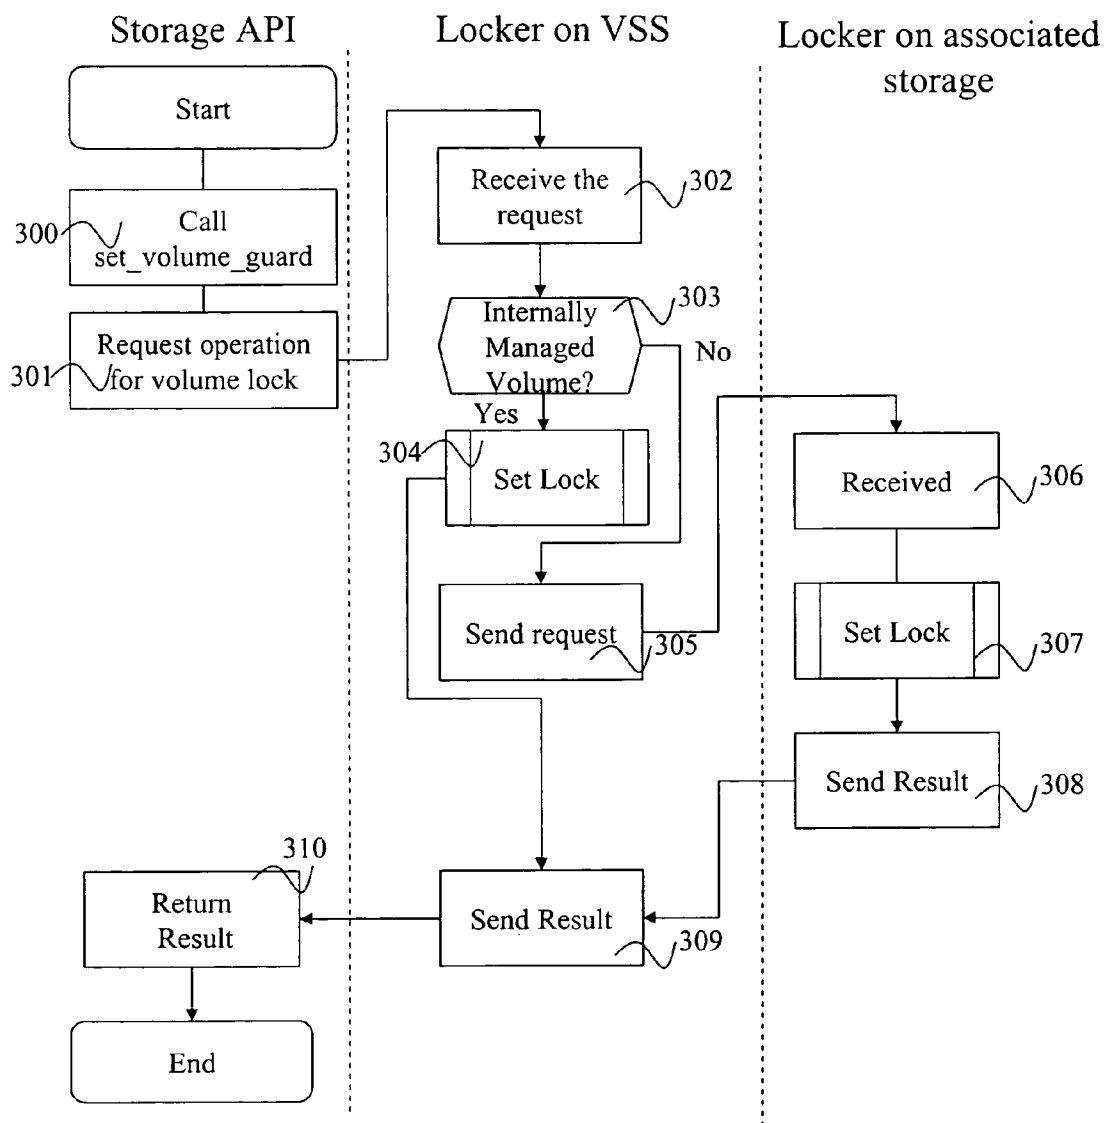 Storage API
Locker on VSS
Locker on associated
storage
Start
300
Call
set_volume_guard
301
Request operation
for volume lock
Receive the
request
302
303
Internally
Managed
Volume?
No
Yes
304
Set Lock
Send request
305
Received
306
Set Lock
307
Send Result
308
Send Result
309
310
Return
Result
End